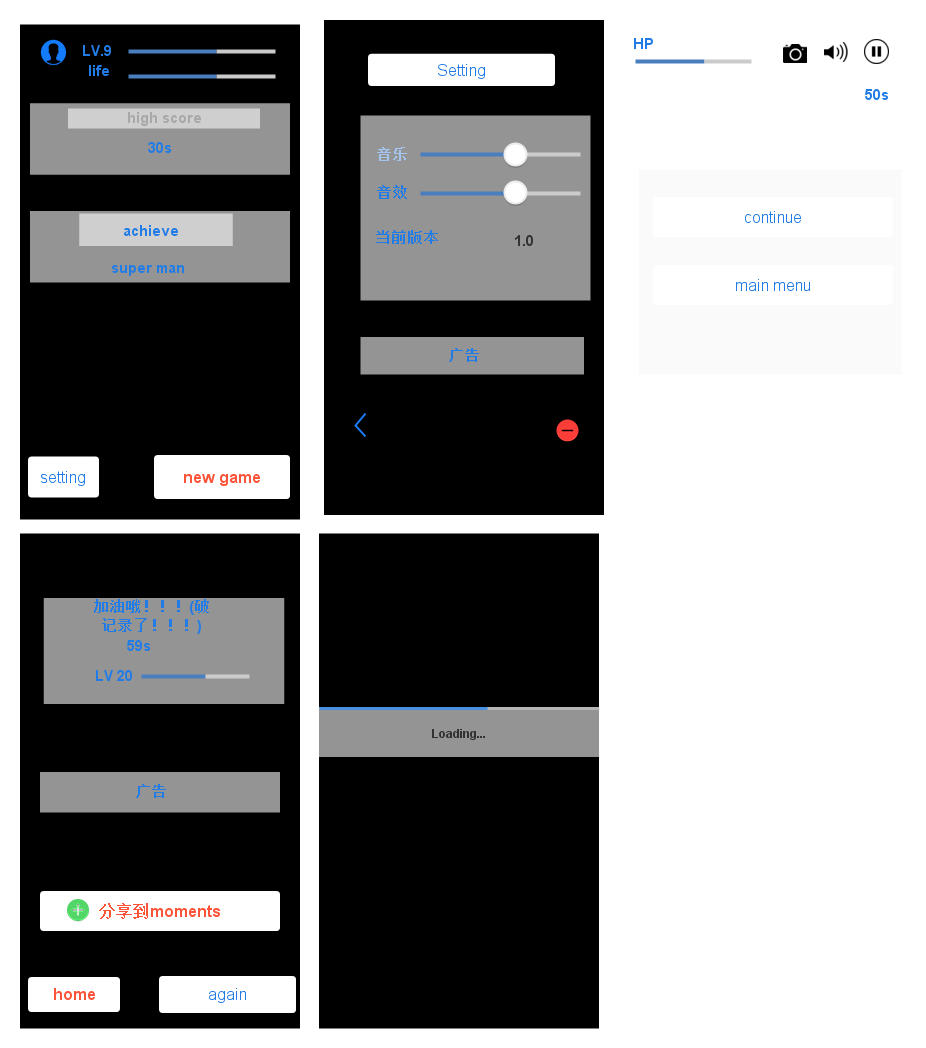 LV.9
life
high score
30s
achieve
super man
setting
new game
Setting
音乐
音效
当前版本
1.0
广告
HP
50s
continue
main menu
加油哦！！！(破
记录了！！！)
59s
LV 20
广告
分享到moments
home
again
Loading...